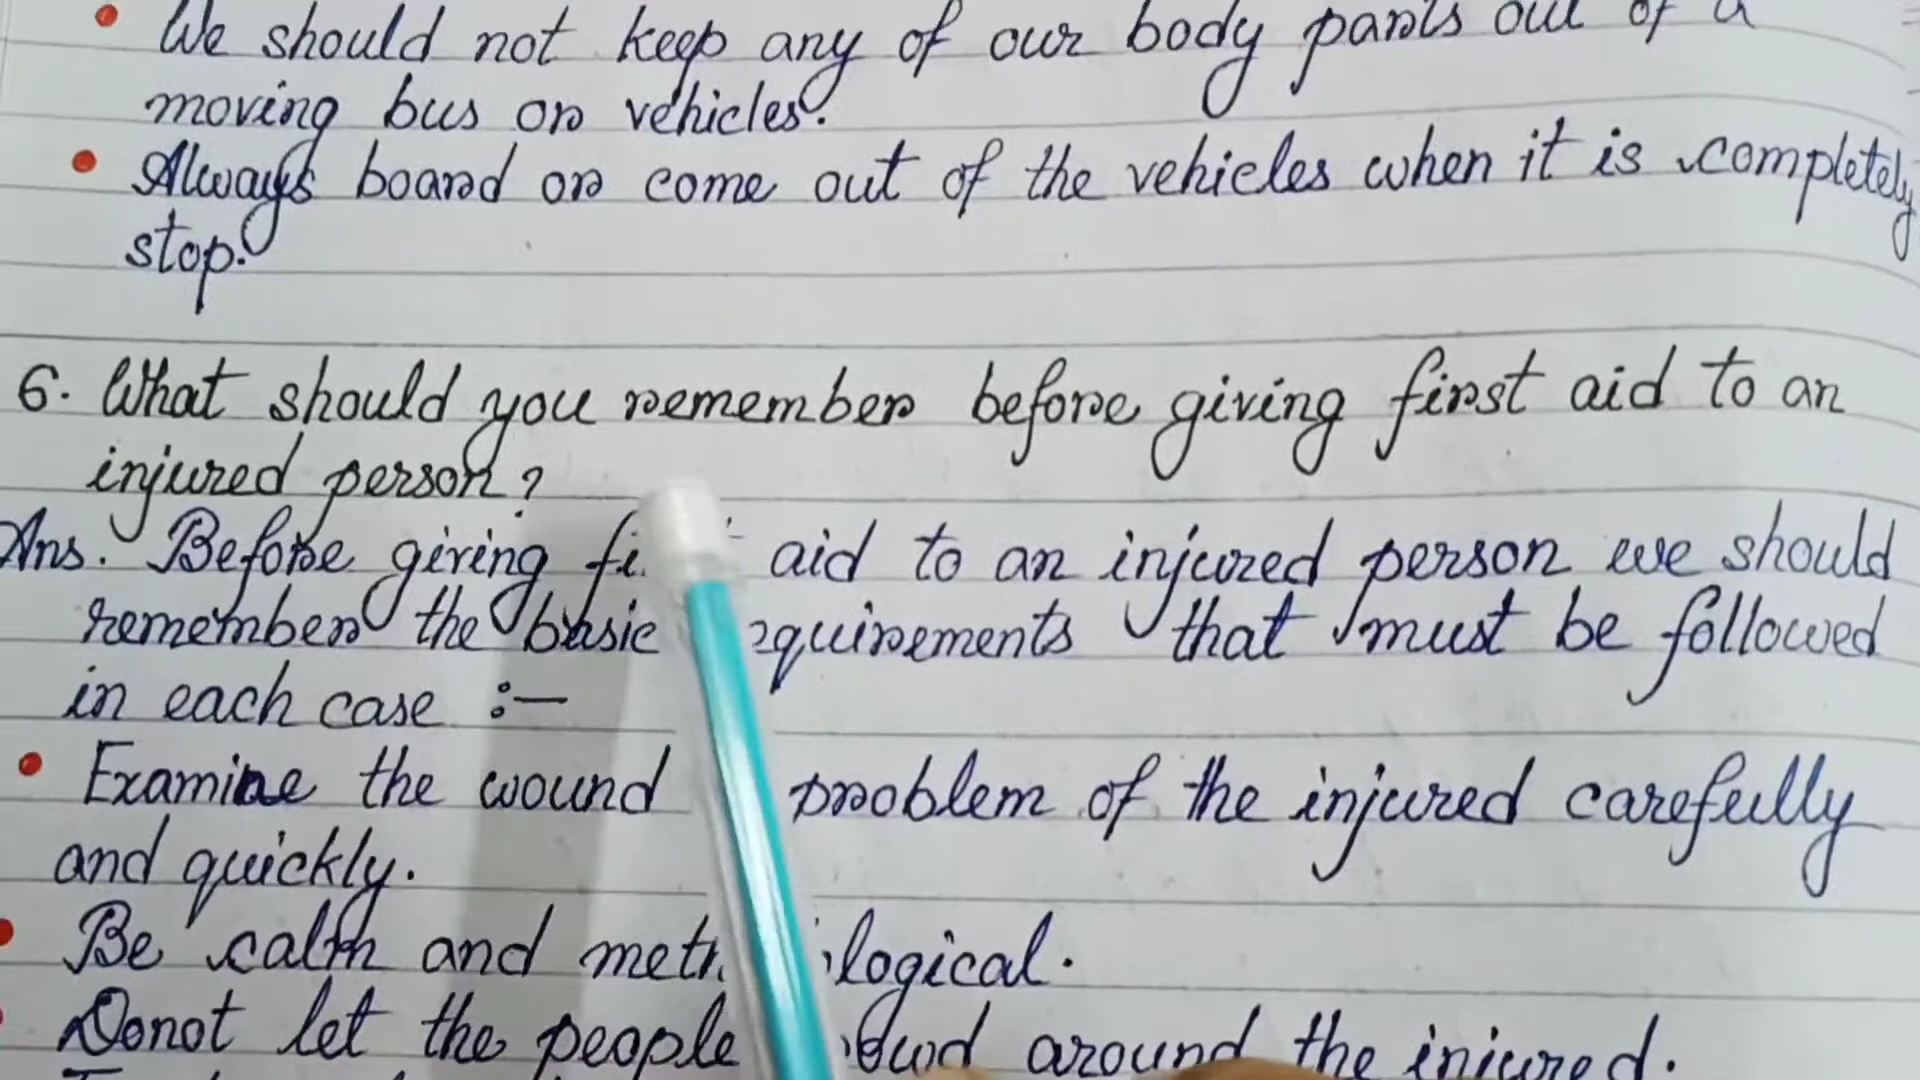 • We should not keep any of our body parts out of a
moving bus or vehicles.
• Always board or come out of the vehicles when it is completely
stop.
6. What should you remember before giving first aid to an
injured person?
Ans. Before giving aid to an injured person we should
remember the basic requirements that must be followed
in each case :—
• Examine the wound problem of the injured carefully
and quickly.
• Be calm and
• Donot let the people around the injured.